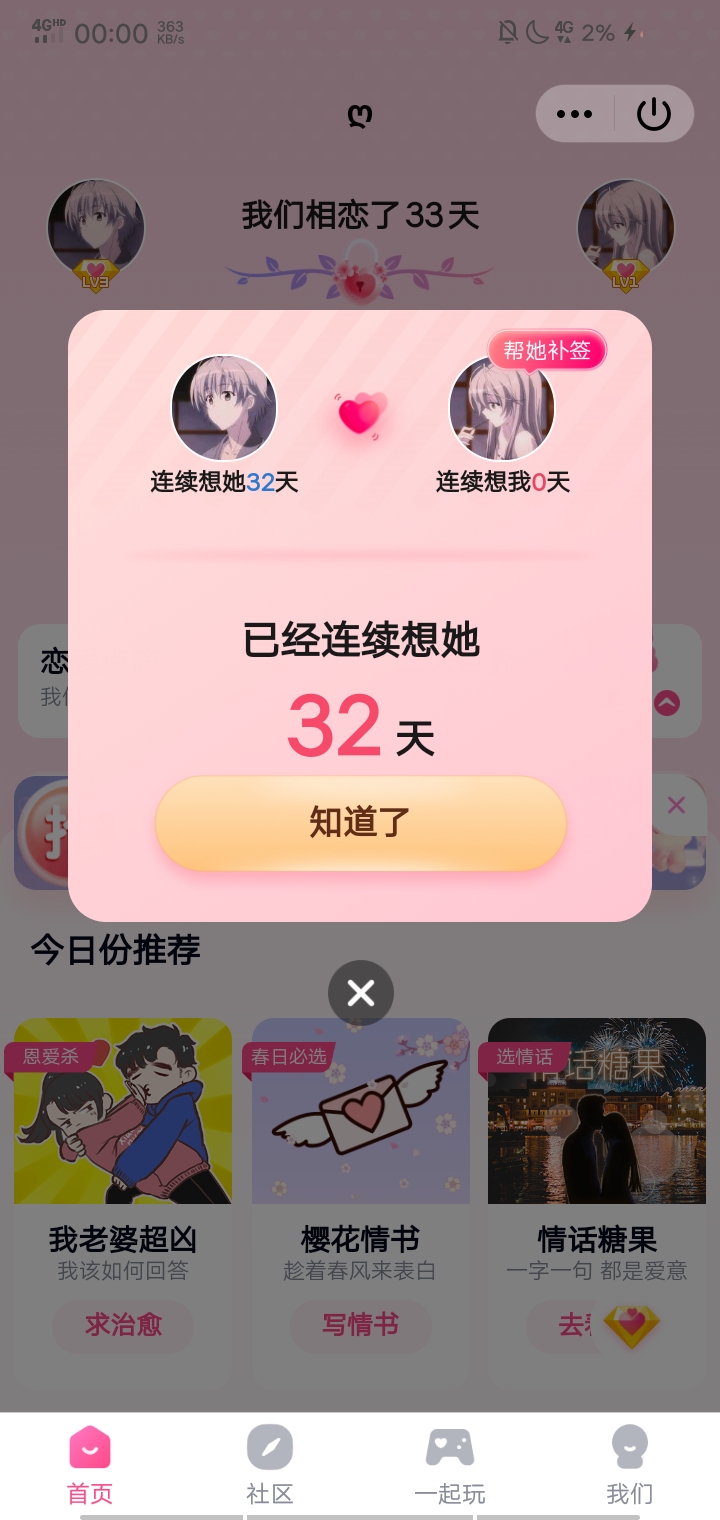 4GHD 00:00 363 KB/s 4G 2%
ღ
我们相恋了33天
LV3 LV1
帮她补签
连续想她32天 连续想我0天
已经连续想她
32天
知道了
恋
我们
今日份推荐
恩爱杀 春日必选 选情话
情话糖果
我老婆超凶 樱花情书 情话糖果
我该如何回答 趁着春风来表白 一字一句 都是爱意
求治愈 写情书 去
首页 社区 一起玩 我们